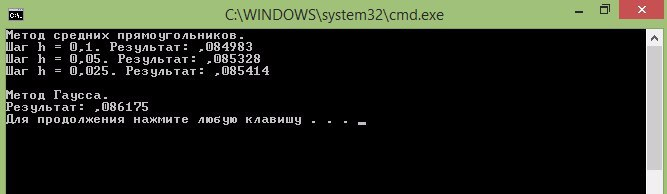 C:\WINDOWS\system32\cmd.exe
Метод средних прямоугольников.
Шаг h = 0,1. Результат: ,084983
Шаг h = 0,05. Результат: ,085328
Шаг h = 0,025. Результат: ,085414
Метод Гаусса.
Результат: ,086175
Для продолжения нажмите любую клавишу . . .